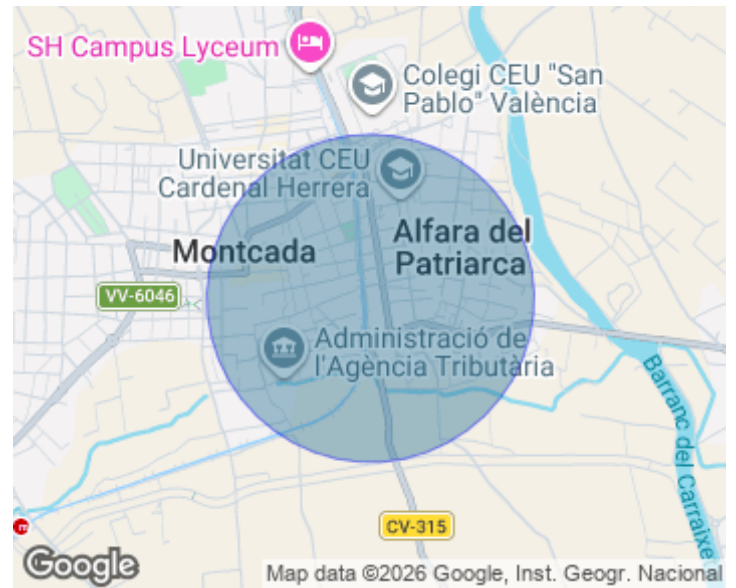 SH Campus Lyceum
Colegi CEU "San
Pablo" València
Universitat CEU
Cardenal Herrera
Montcada
Alfara del
Patriarca
VV-6046
Administració de
l'Agència Tributària
Barranc del Carraixet
CV-315
Google
Map data ©2026 Google, Inst. Geogr. Nacional